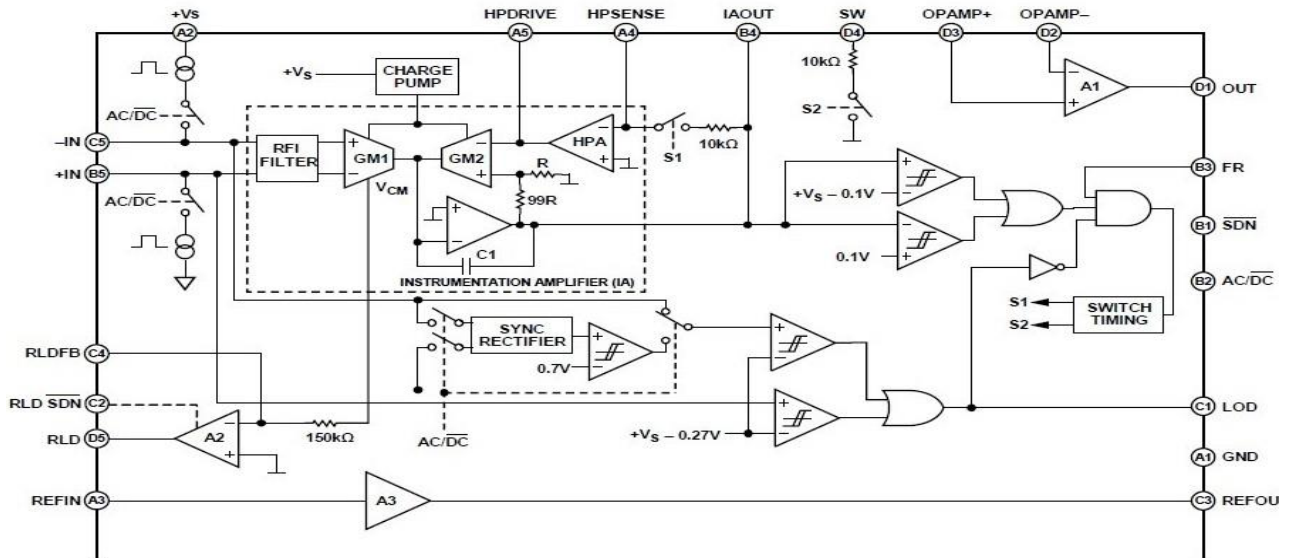 +Vs HPDRIVE HPSENSE IAOUT SW OPAMP+ OPAMP–
A2 A5 A4 B4 D4 D3 D2
10kΩ
+VS CHARGE PUMP
A1
D1 OUT
AC/DC
S2
–IN C5
RFI FILTER
GM1
GM2
HPA
S1
10kΩ
+IN B5
VCM
R
99R
B3 FR
AC/DC
+VS – 0.1V
C1
0.1V
B1 SDN
INSTRUMENTATION AMPLIFIER (IA)
B2 AC/DC
S1
S2
SWITCH TIMING
SYNC RECTIFIER
0.7V
RLDFB C4
RLD SDN C2
C1 LOD
A2
150kΩ
AC/DC
+VS – 0.27V
RLD D5
A1 GND
REFIN A3
A3
C3 REFOU